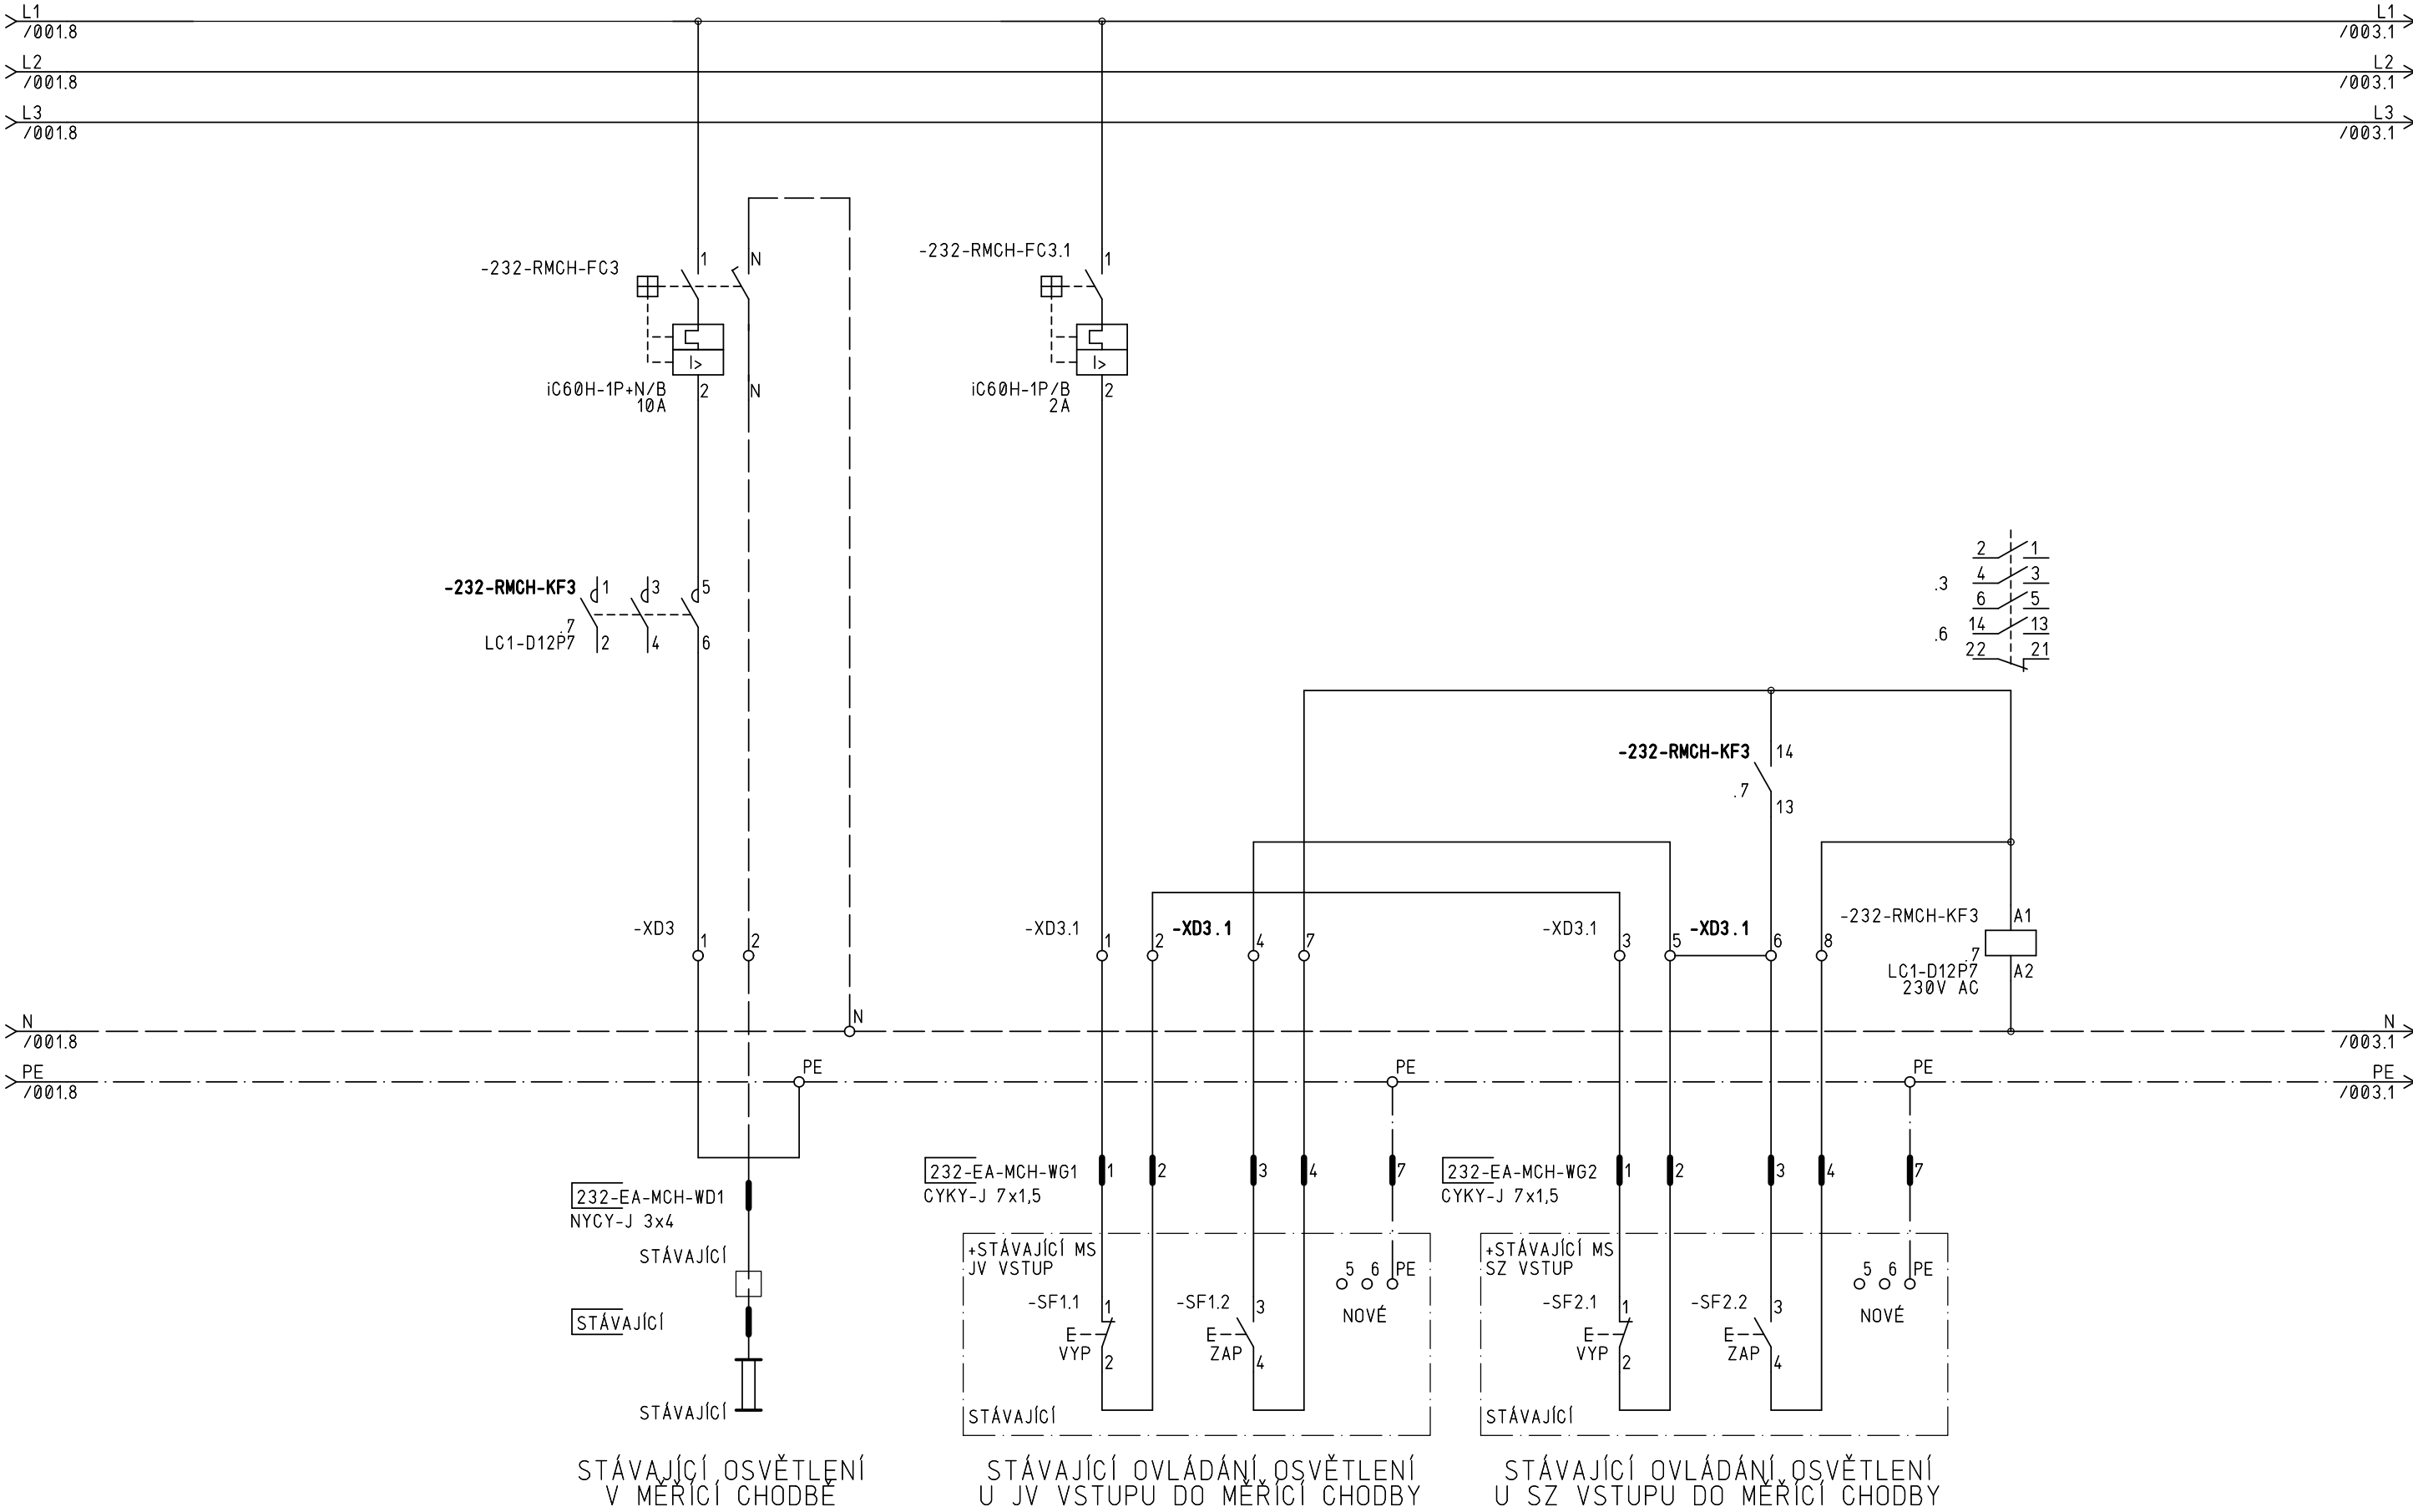 L1
/001.8
L1
/003.1
L2
/001.8
L2
/003.1
L3
/001.8
L3
/003.1
-232-RMCH-FC3
1
N
iC60H-1P+N/B
10A
2
N
I>
-232-RMCH-FC3.1
1
I>
iC60H-1P/B
2A
2
-232-RMCH-KF3
.7
LC1-D12P7
1
3
5
2
4
6
2
1
.3
4
3
6
5
.6
14
13
22
21
-232-RMCH-KF3
14
.7
13
-XD3
1
2
-XD3.1
1
2
-XD3.1
4
7
-XD3.1
3
5
-XD3.1
6
8
-232-RMCH-KF3
.7
LC1-D12P7
230V AC
A1
A2
N
/001.8
N
N
/003.1
PE
/001.8
PE
PE
PE
PE
/003.1
232-EA-MCH-WD1
NYCY-J 3x4
STÁVAJÍCÍ
STÁVAJÍCÍ
STÁVAJÍCÍ
232-EA-MCH-WG1
CYKY-J 7x1,5
1
2
3
4
7
232-EA-MCH-WG2
CYKY-J 7x1,5
1
2
3
4
7
+STÁVAJÍCÍ MS
JV VSTUP
-SF1.1
1
E
VYP
2
-SF1.2
3
E
ZAP
4
5 6 PE
NOVÉ
STÁVAJÍCÍ
+STÁVAJÍCÍ MS
SZ VSTUP
-SF2.1
1
E
VYP
2
-SF2.2
3
E
ZAP
4
5 6 PE
NOVÉ
STÁVAJÍCÍ
STÁVAJÍCÍ OSVĚTLENÍ
V MĚŘÍCÍ CHODBĚ
STÁVAJÍCÍ OVLÁDÁNÍ OSVĚTLENÍ
U JV VSTUPU DO MĚŘÍCÍ CHODBY
STÁVAJÍCÍ OVLÁDÁNÍ OSVĚTLENÍ
U SZ VSTUPU DO MĚŘÍCÍ CHODBY